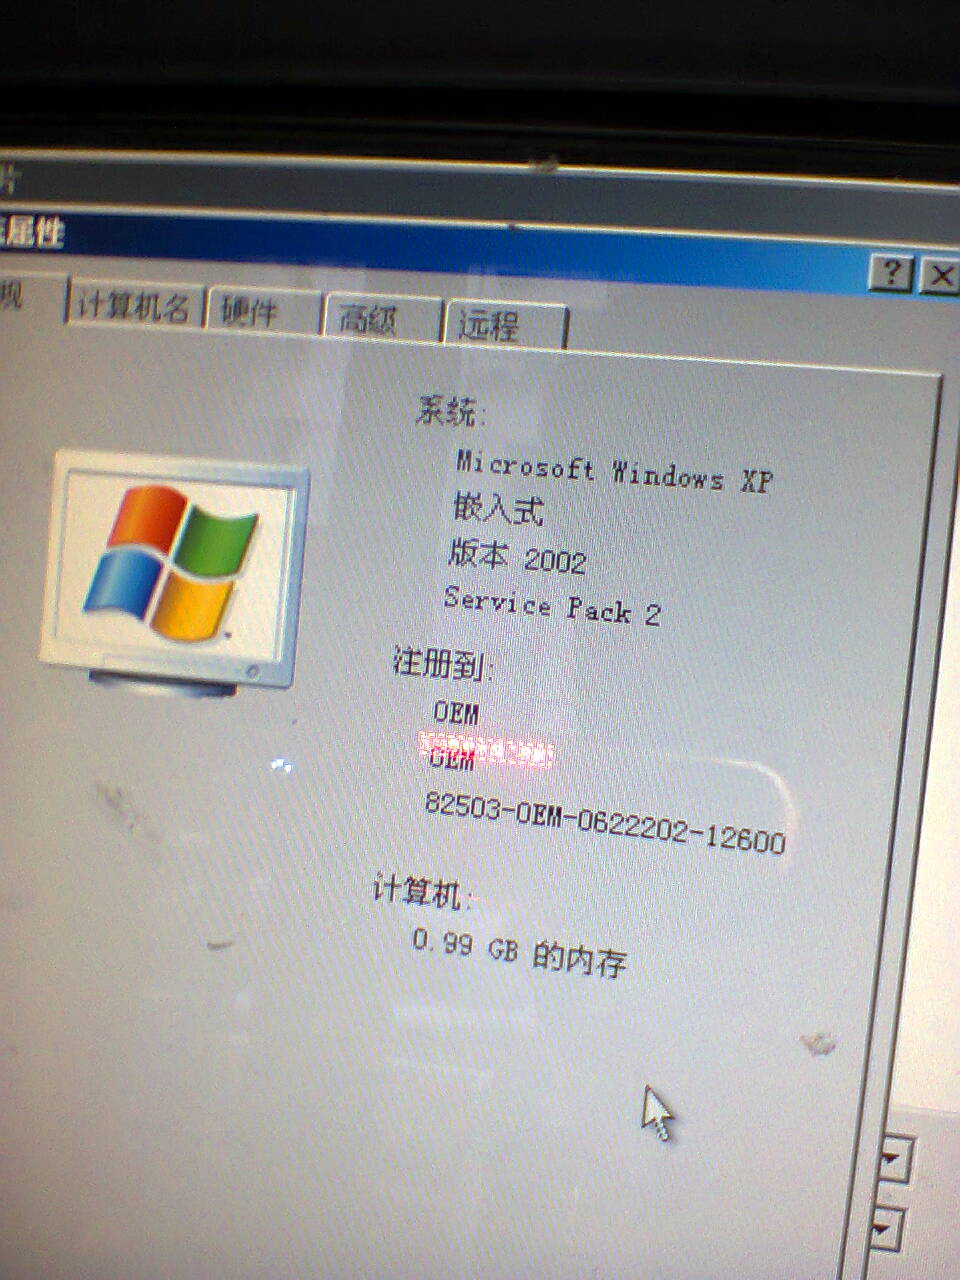 属性
规
计算机名
硬件
高级
远程
系统:
Microsoft Windows XP
嵌入式
版本 2002
Service Pack 2
注册到:
OEM
OEM
82503-OEM-0622202-12600
计算机:
0.99 GB 的内存